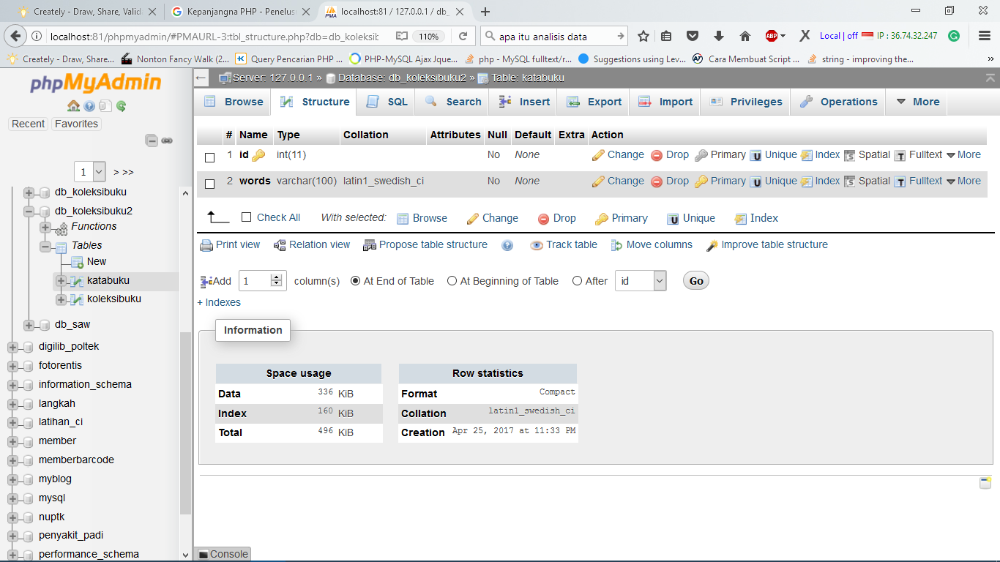 Creately - Draw, Share, Valid
Kepanjangna PHP - Penelus
localhost:81 / 127.0.0.1 / db_
localhost:81/phpmyadmin/#PMAURL-3:tbl_structure.php?db=db_koleksib
110%
apa itu analisis data
ABP
Local | off
IP : 36.74.32.247
Creately - Draw, Share...
Nonton Fancy Walk (2...
Query Pencarian PHP ...
PHP-MySQL Ajax Jque...
php - MySQL fulltext/r...
Suggestions using Lev...
Cara Membuat Script ...
string - improving the...
phpMyAdmin
Recent
Favorites
1
> >>
db_koleksibuku
db_koleksibuku2
Functions
Tables
New
katabuku
koleksibuku
db_saw
digilib_poltek
fotorentis
information_schema
langkah
latihan_ci
member
memberbarcode
myblog
mysql
nuptk
penyakit_padi
performance_schema
Server: 127.0.0.1 » Database: db_koleksibuku2 » Table: katabuku
Browse Structure SQL Search Insert Export Import Privileges Operations More
# Name Type Collation Attributes Null Default Extra Action
1 id int(11) No None Change Drop Primary Unique Index Spatial Fulltext More
2 words varchar(100) latin1_swedish_ci No None Change Drop Primary Unique Index Spatial Fulltext More
Check All With selected: Browse Change Drop Primary Unique Index
Print view Relation view Propose table structure Track table Move columns Improve table structure
Add 1 column(s) At End of Table At Beginning of Table After id Go
+ Indexes
Information
Space usage
Data 336 KiB
Index 160 KiB
Total 496 KiB
Row statistics
Format Compact
Collation latin1_swedish_ci
Creation Apr 25, 2017 at 11:33 PM
Console